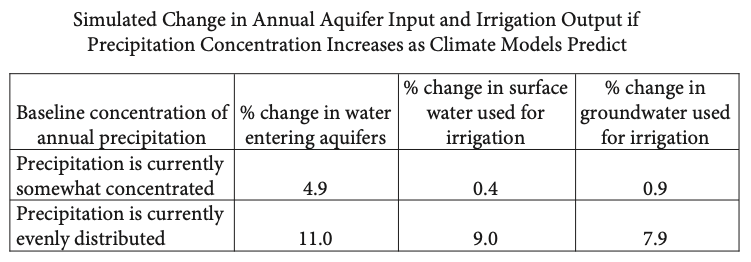 Simulated Change in Annual Aquifer Input and Irrigation Output if
Precipitation Concentration Increases as Climate Models Predict
Baseline concentration of annual precipitation | % change in water entering aquifers | % change in surface water used for irrigation | % change in groundwater used for irrigation
Precipitation is currently somewhat concentrated | 4.9 | 0.4 | 0.9
Precipitation is currently evenly distributed | 11.0 | 9.0 | 7.9